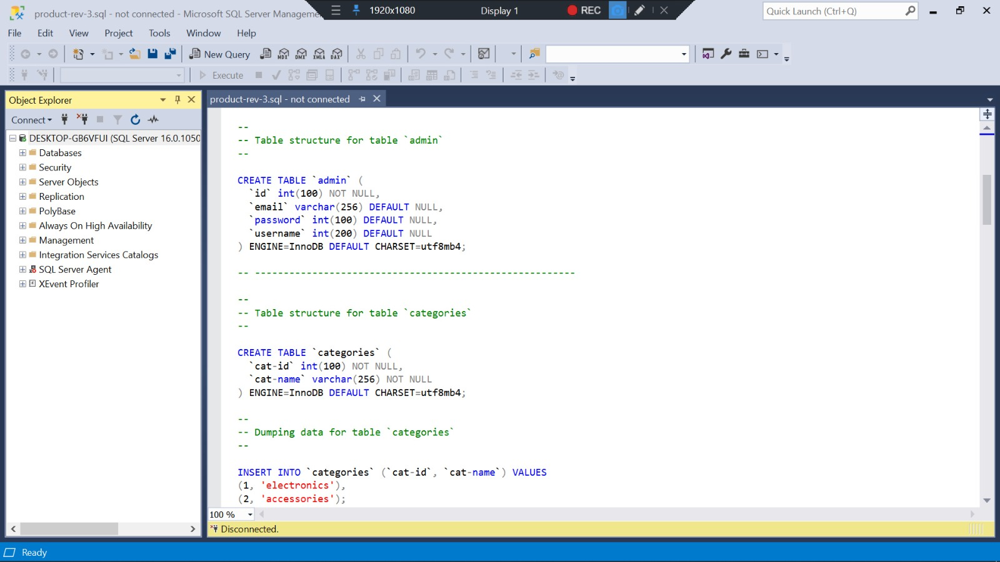 product-rev-3.sql - not connected - Microsoft SQL Server Manageme
1920x1080
Display 1
REC
Quick Launch (Ctrl+Q)
File Edit View Project Tools Window Help
New Query
MDX DMX XMLA DAX
Execute
Object Explorer
product-rev-3.sql - not connected
Connect
DESKTOP-GB6VFUI (SQL Server 16.0.1050
Databases
Security
Server Objects
Replication
PolyBase
Always On High Availability
Management
Integration Services Catalogs
SQL Server Agent
XEvent Profiler
--
-- Table structure for table `admin`
--
CREATE TABLE `admin` (
`id` int(100) NOT NULL,
`email` varchar(256) DEFAULT NULL,
`password` int(100) DEFAULT NULL,
`username` int(200) DEFAULT NULL
) ENGINE=InnoDB DEFAULT CHARSET=utf8mb4;
-- --------------------------------------------------------
--
-- Table structure for table `categories`
--
CREATE TABLE `categories` (
`cat-id` int(100) NOT NULL,
`cat-name` varchar(256) NOT NULL
) ENGINE=InnoDB DEFAULT CHARSET=utf8mb4;
--
-- Dumping data for table `categories`
--
INSERT INTO `categories` (`cat-id`, `cat-name`) VALUES
(1, 'electronics'),
(2, 'accessories');
100 %
Disconnected.
Ready